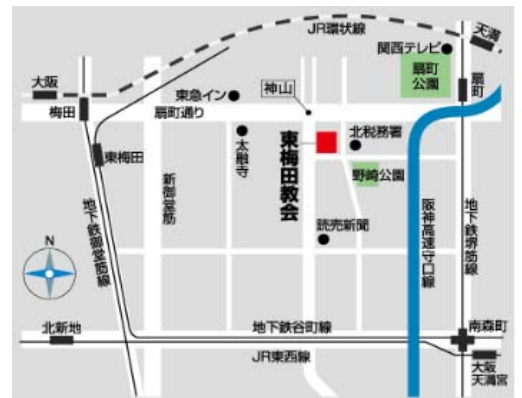 JR環状線
天満
関西テレビ
扇町
公園
扇町
大阪
梅田
東急イン
神山
扇町通り
東梅田
太融寺
東梅田教会
北税務署
野崎公園
新御堂筋
読売新聞
地下鉄御堂筋線
阪神高速守口線
地下鉄堺筋線
N
北新地
地下鉄谷町線
南森町
JR東西線
大阪
天満宮